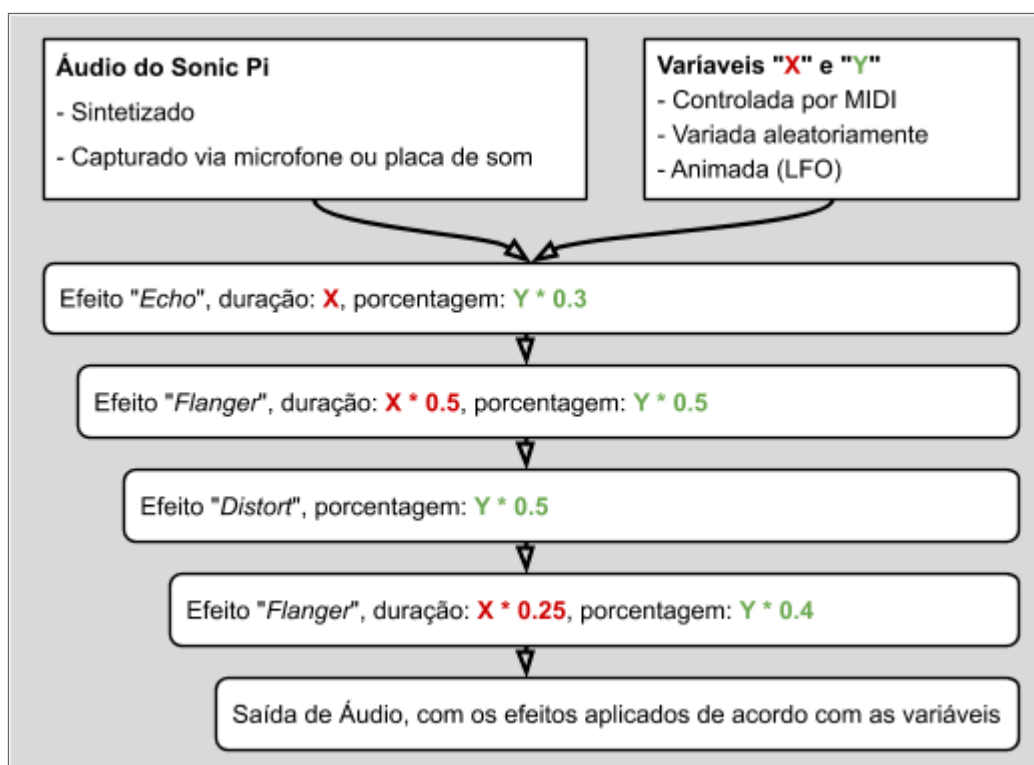 Áudio do Sonic Pi
- Sintetizado
- Capturado via microfone ou placa de som
Variaveis "X" e "Y"
- Controlada por MIDI
- Variada aleatoriamente
- Animada (LFO)
Efeito "Echo", duração: X, porcentagem: Y * 0.3
Efeito "Flanger", duração: X * 0.5, porcentagem: Y * 0.5
Efeito "Distort", porcentagem: Y * 0.5
Efeito "Flanger", duração: X * 0.25, porcentagem: Y * 0.4
Saída de Áudio, com os efeitos aplicados de acordo com as variáveis